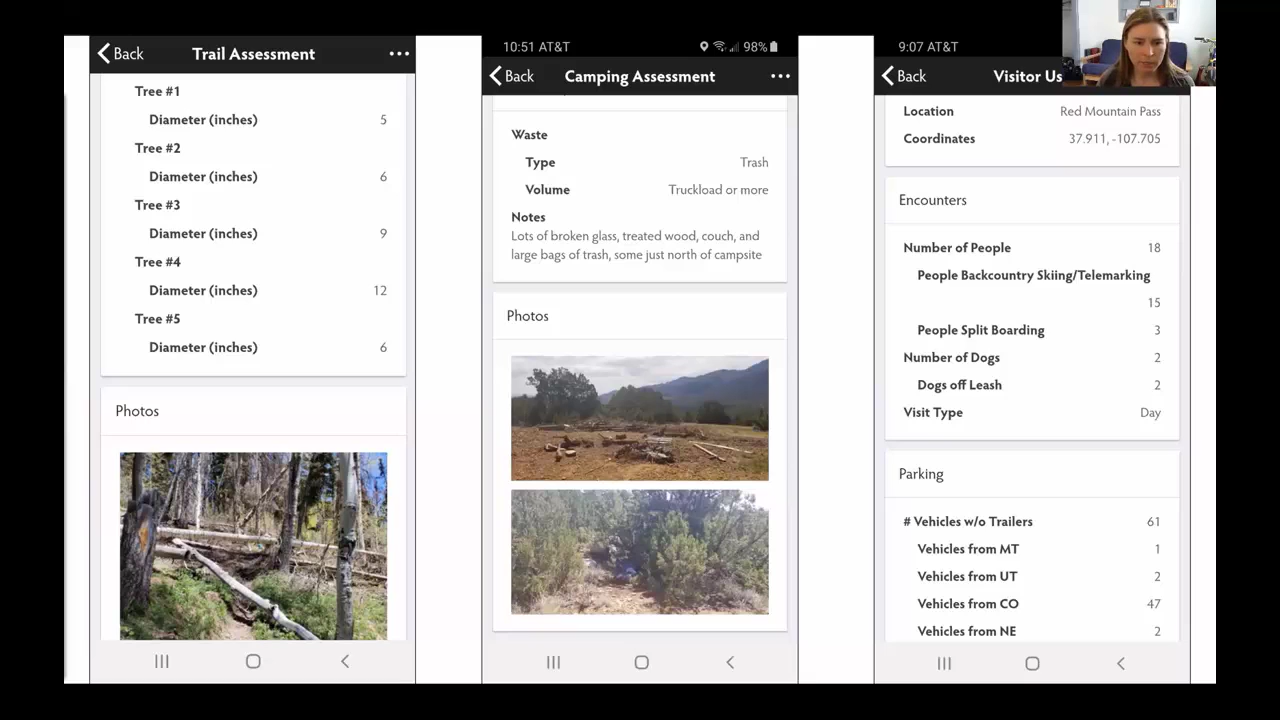 Back
Trail Assessment
Tree #1
Diameter (inches) 5
Tree #2
Diameter (inches) 6
Tree #3
Diameter (inches) 9
Tree #4
Diameter (inches) 12
Tree #5
Diameter (inches) 6
Photos
10:51 AT&T 98%
Back
Camping Assessment
Waste
Type Trash
Volume Truckload or more
Notes
Lots of broken glass, treated wood, couch, and
large bags of trash, some just north of campsite
Photos
9:07 AT&T
Back
Visitor Us
Location Red Mountain Pass
Coordinates 37.911, -107.705
Encounters
Number of People 18
People Backcountry Skiing/Telemarking
15
People Split Boarding 3
Number of Dogs 2
Dogs off Leash 2
Visit Type Day
Parking
# Vehicles w/o Trailers 61
Vehicles from MT 1
Vehicles from UT 2
Vehicles from CO 47
Vehicles from NE 2